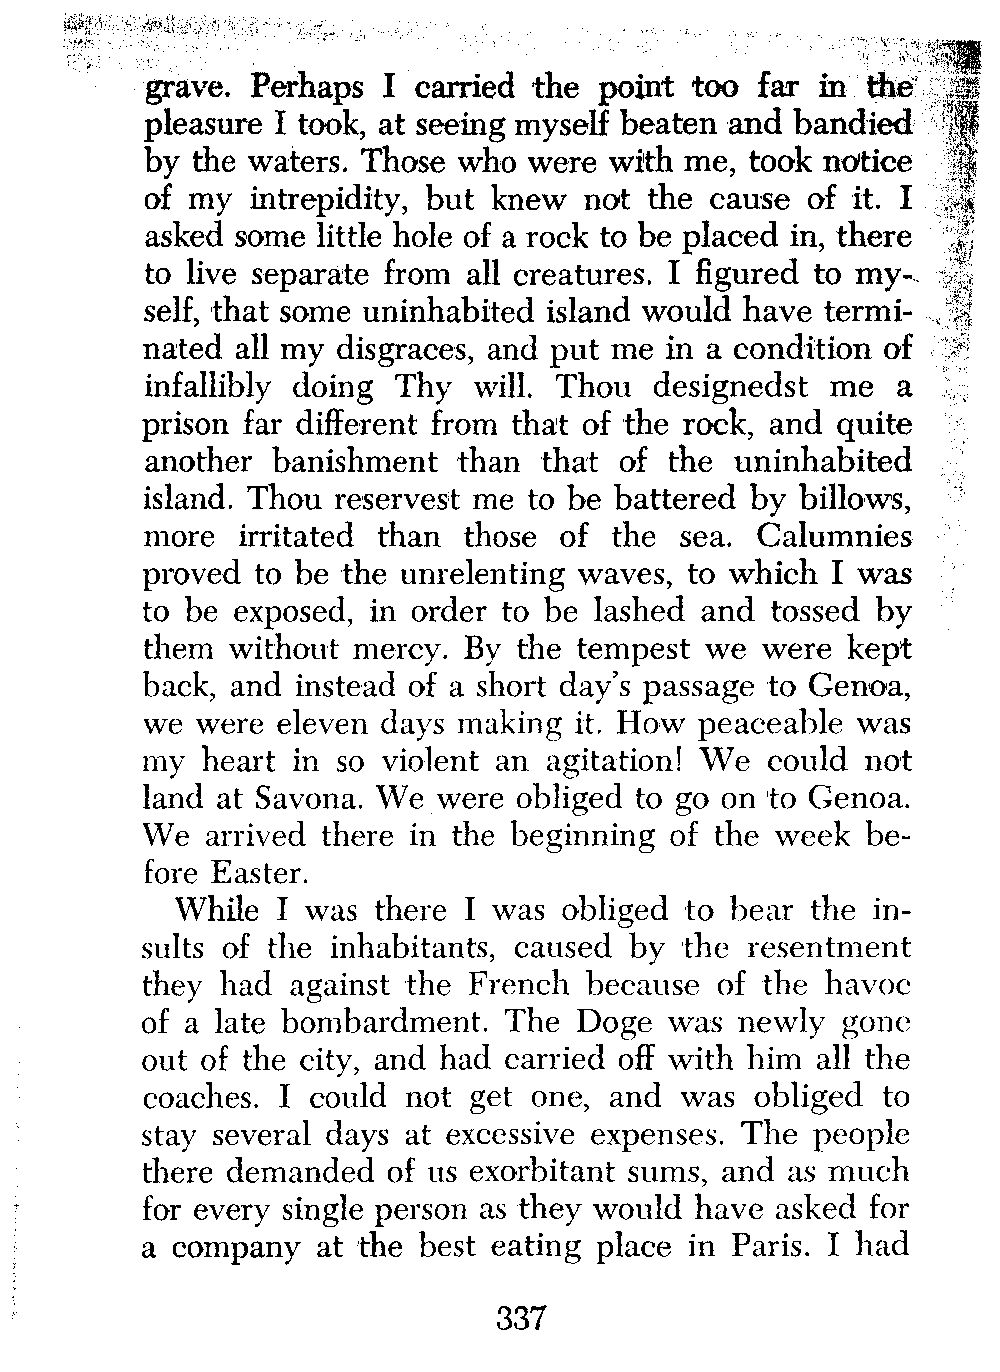 grave. Perhaps I carried the point too far in the
pleasure I took, at seeing myself beaten and bandied
by the waters. Those who were with me, took notice
of my intrepidity, but knew not the cause of it. I
asked some little hole of a rock to be placed in, there
to live separate from all creatures. I figured to my-
self, that some uninhabited island would have termi-
nated all my disgraces, and put me in a condition of
infallibly doing Thy will. Thou designedst me a
prison far different from that of the rock, and quite
another banishment than that of the uninhabited
island. Thou reservest me to be battered by billows,
more irritated than those of the sea. Calumnies
proved to be the unrelenting waves, to which I was
to be exposed, in order to be lashed and tossed by
them without mercy. By the tempest we were kept
back, and instead of a short day's passage to Genoa,
we were eleven days making it. How peaceable was
my heart in so violent an agitation! We could not
land at Savona. We were obliged to go on to Genoa.
We arrived there in the beginning of the week be-
fore Easter.
While I was there I was obliged to bear the in-
sults of the inhabitants, caused by the resentment
they had against the French because of the havoc
of a late bombardment. The Doge was newly gone
out of the city, and had carried off with him all the
coaches. I could not get one, and was obliged to
stay several days at excessive expenses. The people
there demanded of us exorbitant sums, and as much
for every single person as they would have asked for
a company at the best eating place in Paris. I had
337